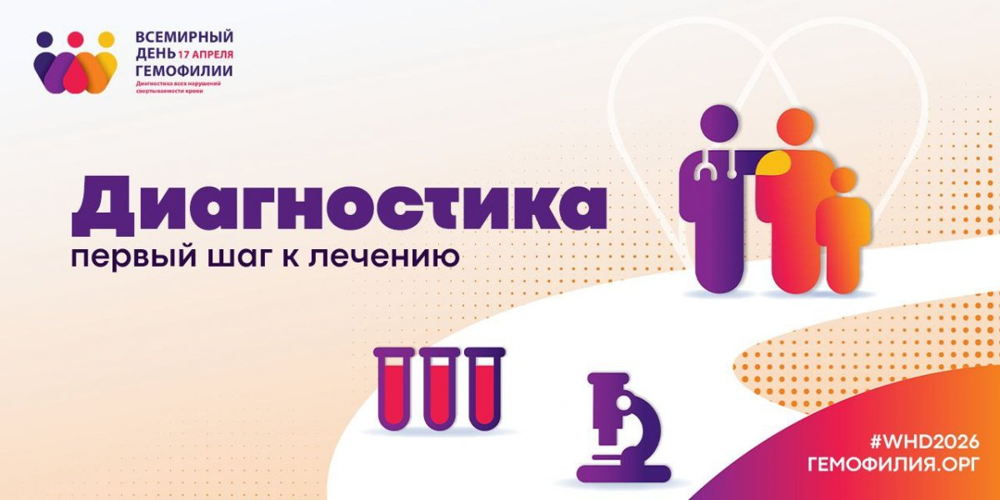 ВСЕМИРНЫЙ
ДЕНЬ 17 АПРЕЛЯ
ГЕМОФИЛИИ
Диагностика всех нарушений
свертываемости крови
Диагностика
первый шаг к лечению
#WHD2026
ГЕМОФИЛИЯ.ОРГ